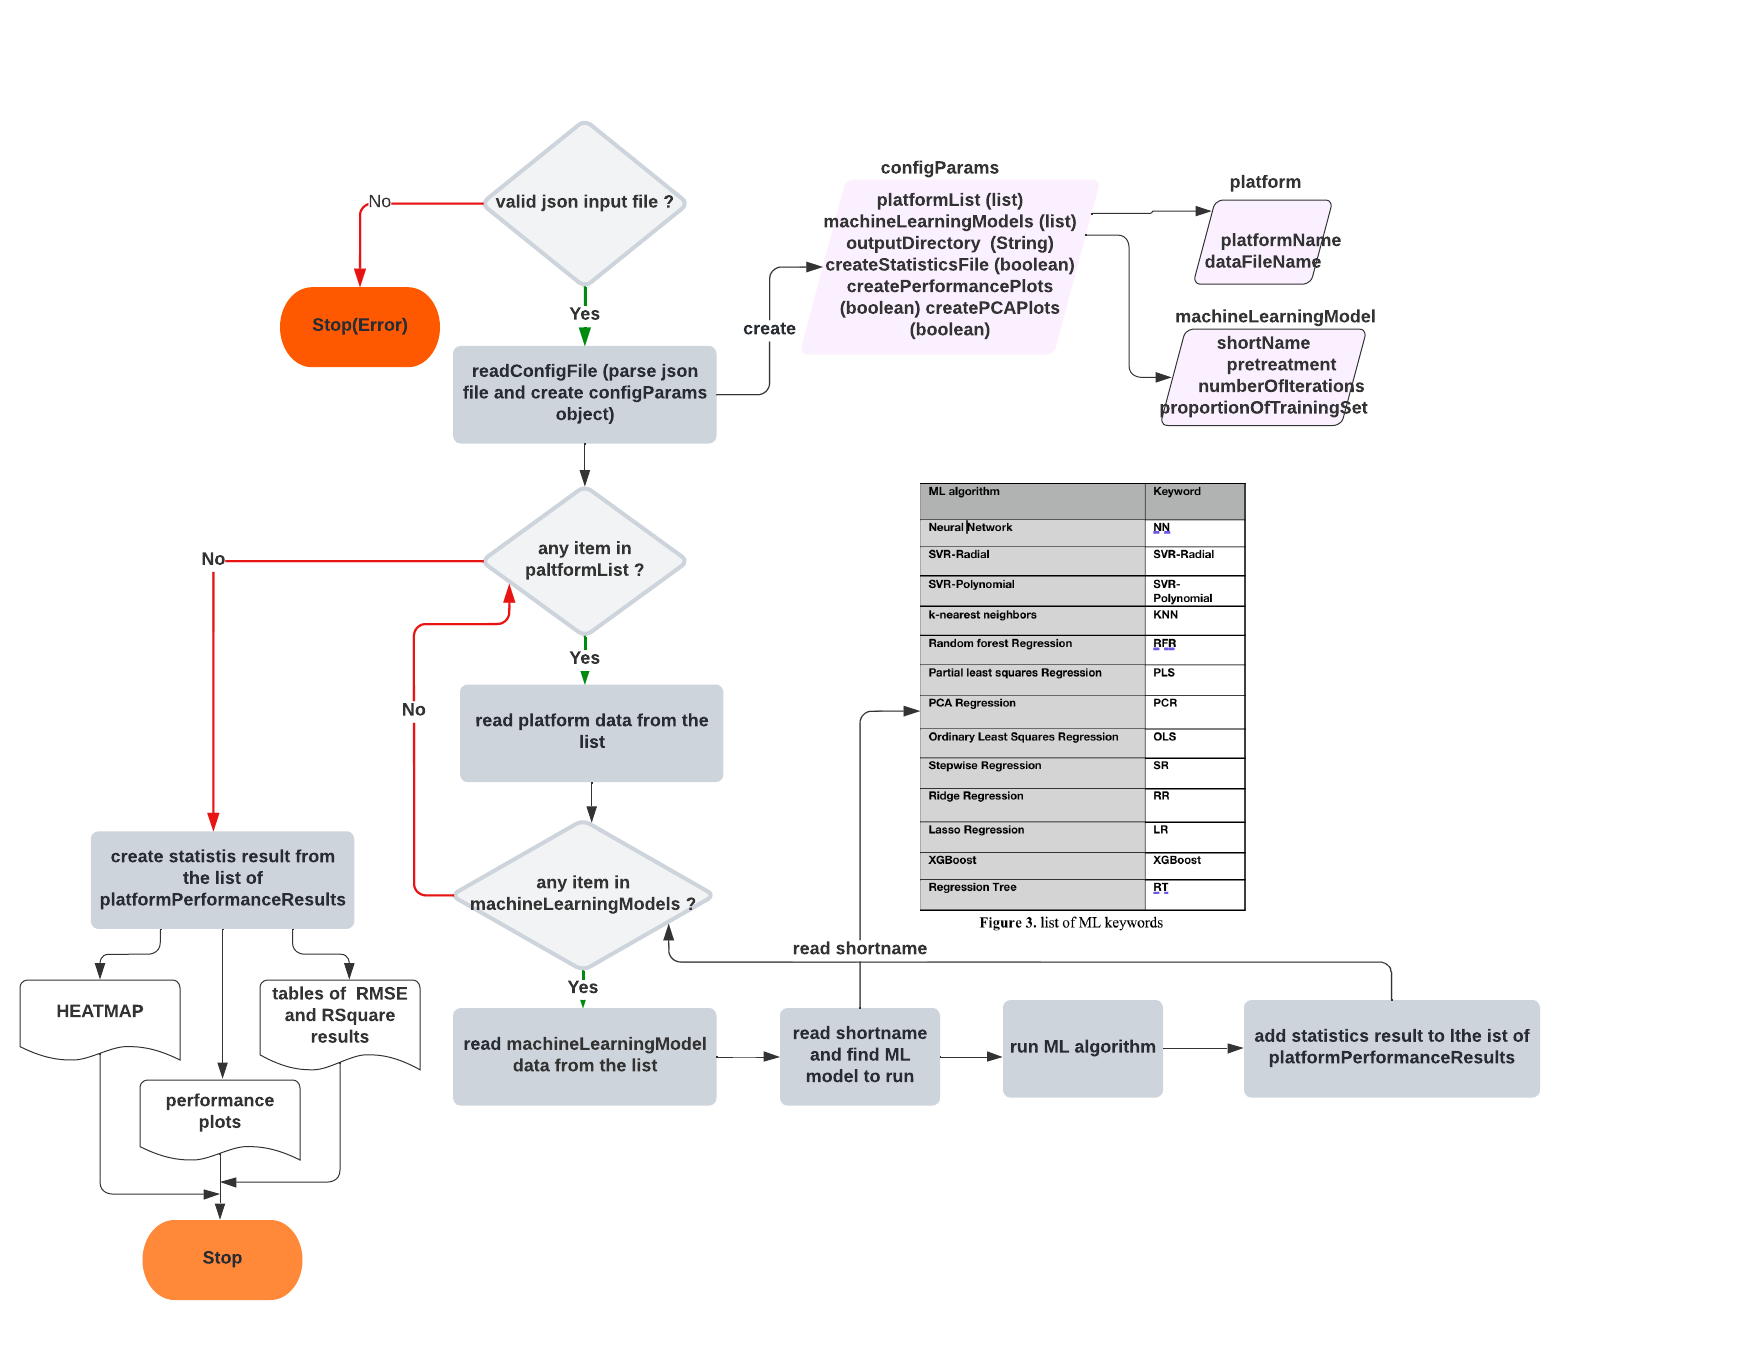 valid json input file ?
No
Stop(Error)
Yes
readConfigFile (parse json
file and create configParams
object)
create
configParams
platformList (list)
machineLearningModels (list)
outputDirectory (String)
createStatisticsFile (boolean)
createPerformancePlots
(boolean) createPCAPlots
(boolean)
platform
platformName
dataFileName
machineLearningModel
shortName
pretreatment
numberOfIterations
proportionOfTrainingSet
any item in
paltformList ?
No
Yes
read platform data from the
list
No
any item in
machineLearningModels ?
Yes
read machineLearningModel
data from the list
read shortname
and find ML
model to run
read shortname
run ML algorithm
add statistics result to lthe ist of
platformPerformanceResults
ML algorithm Keyword
Neural Network NN
SVR-Radial SVR-Radial
SVR-Polynomial SVR-
Polynomial
k-nearest neighbors KNN
Random forest Regression RFR
Partial least squares Regression PLS
PCA Regression PCR
Ordinary Least Squares Regression OLS
Stepwise Regression SR
Ridge Regression RR
Lasso Regression LR
XGBoost XGBoost
Regression Tree RT
Figure 3. list of ML keywords
create statistis result from
the list of
platformPerformanceResults
HEATMAP
tables of RMSE
and RSquare
results
performance
plots
Stop